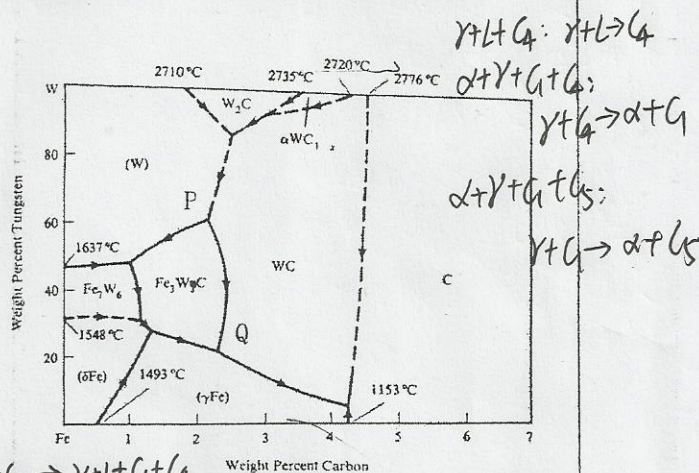 γ+L+C₄: γ+L→C₄
2710°C
2735°C
2720°C
2776°C
α+γ+C₁+C₄:
γ+C₄→α+C₁
α+γ+C₁+C₅:
γ+C₁→α+C₅
W
W₂C
αWC₁₋ₓ
80
(W)
P
60
1637°C
WC
C
40
Fe₇W₆
Fe₃W₃C
1548°C
Q
20
(δFe)
1493°C
(γFe)
1153°C
Fe
1
2
3
4
5
6
7
Weight Percent Carbon
Weight Percent Tungsten